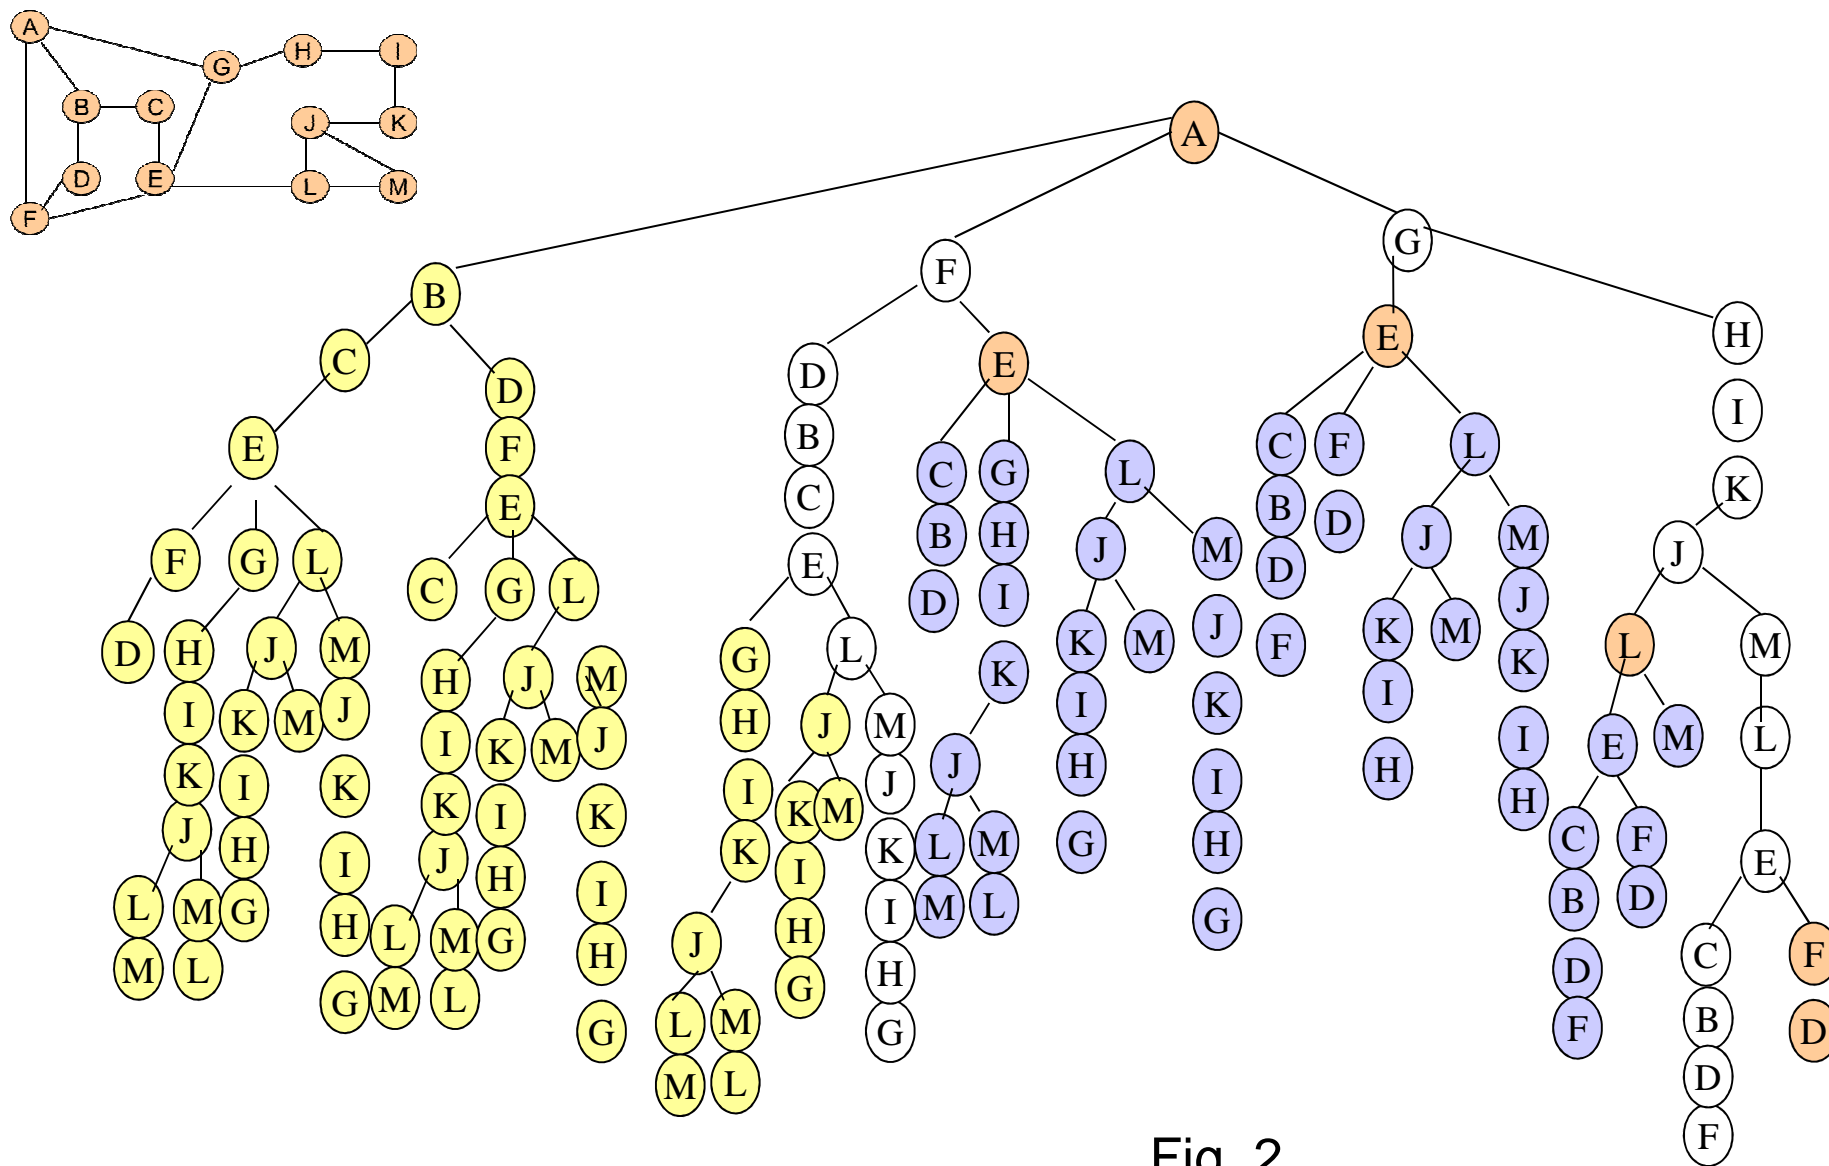 A
G H I
B C
J K
D E
L M
F
A
B F G
C D E H
D B C E
F E
F G L
D H J M
I K M J
K I K
J H I
L M G H
M L G
C G L
H J M
I K M J
K I K
J H I
L M G H
M L G
D E
B C G L
C B H J M
E D I K M J
G L K I K
H J M J H I
I K M J L M G H
K I K M L G
J H I
L M G H
M L G
E H
C F L I
B D J M K
D K M J J
F I K L M
H I E M L
H C F E
B D C F
D B D
F D
F
Fig. 2